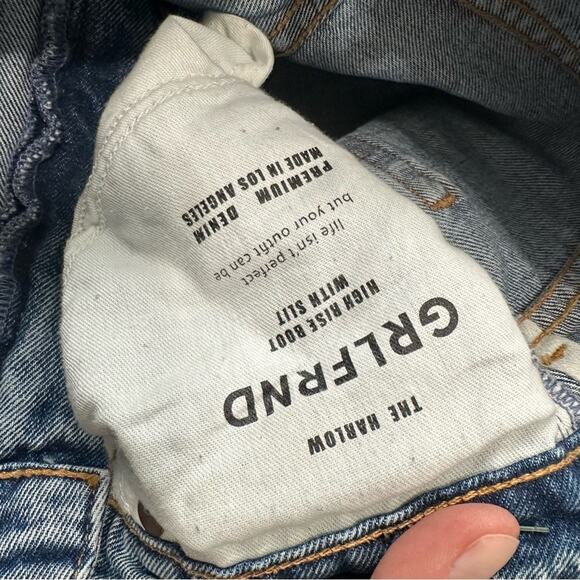 THE HARLOW
GRLFRND
HIGH RISE BOOT
WITH SLIT
life isn't perfect
but your outfit can be
PREMIUM DENIM
MADE IN LOS ANGELES